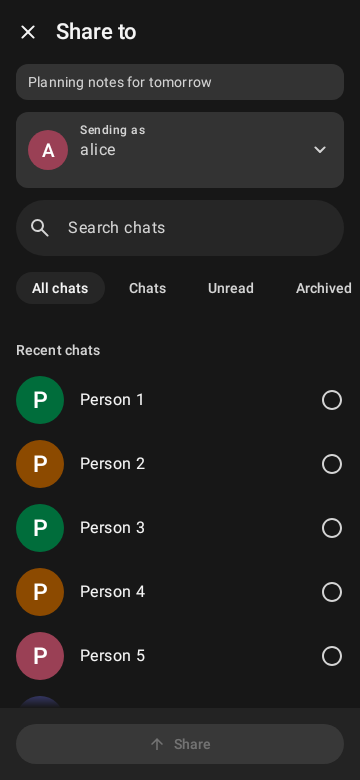 Share to
Planning notes for tomorrow
Sending as
A
alice
Search chats
All chats
Chats
Unread
Archived
Recent chats
P
Person 1
P
Person 2
P
Person 3
P
Person 4
P
Person 5
Share